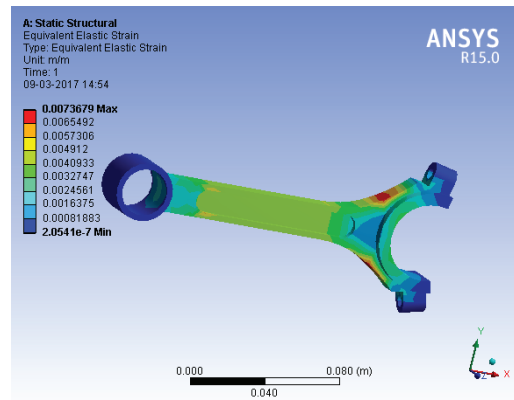 A: Static Structural
Equivalent Elastic Strain
Type: Equivalent Elastic Strain
Unit: m/m
Time: 1
09-03-2017 14:54
ANSYS
R15.0
0.0073679 Max
0.0065492
0.0057306
0.004912
0.0040933
0.0032747
0.0024561
0.0016375
0.00081883
2.0541e-7 Min
0.000
0.080 (m)
0.040
Y
Z
X